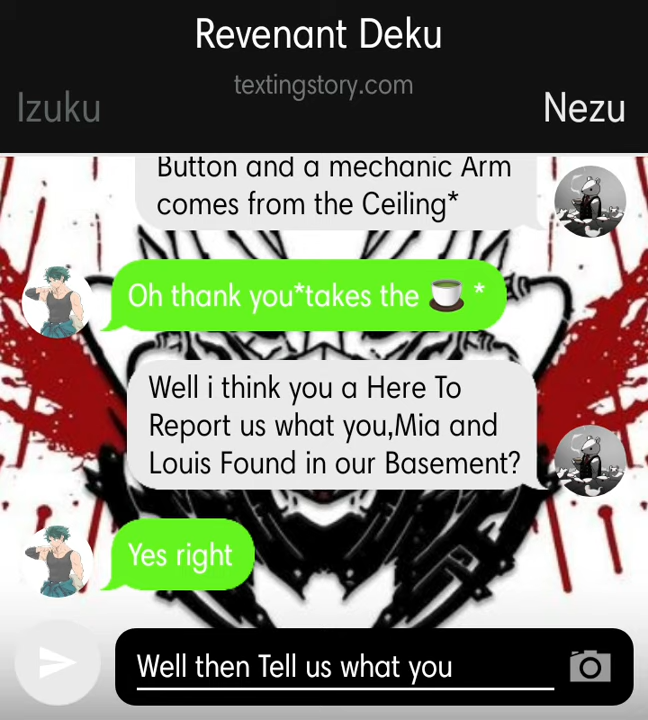 Revenant Deku
textingstory.com
Izuku
Nezu
Button and a mechanic Arm
comes from the Ceiling*
Oh thank you*takes the ☕ *
Well i think you a Here To
Report us what you,Mia and
Louis Found in our Basement?
Yes right
Well then Tell us what you